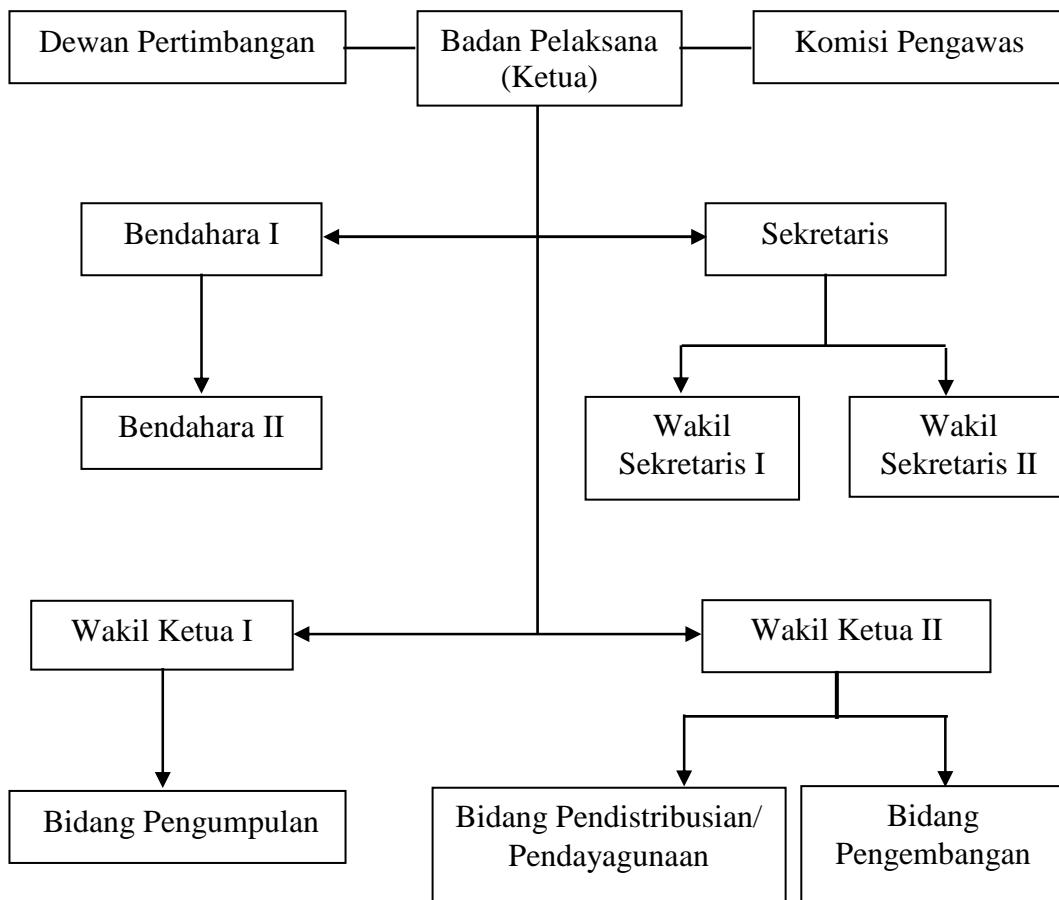 Dewan Pertimbangan
Badan Pelaksana
(Ketua)
Komisi Pengawas
Bendahara I
Sekretaris
Bendahara II
Wakil
Sekretaris I
Wakil
Sekretaris II
Wakil Ketua I
Wakil Ketua II
Bidang Pengumpulan
Bidang Pendistribusian/
Pendayagunaan
Bidang
Pengembangan